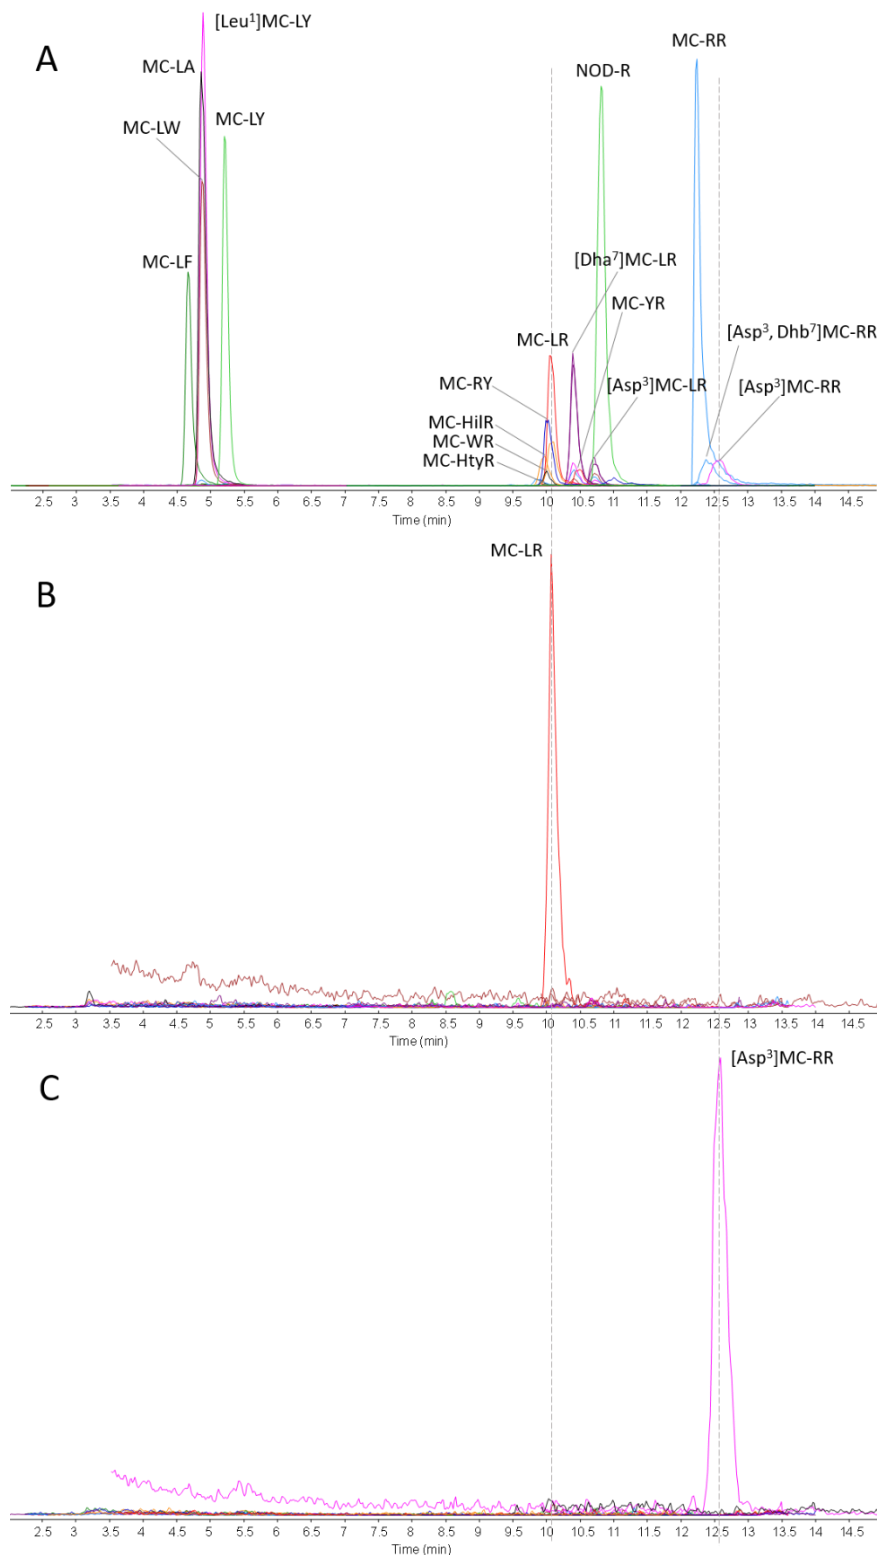 [Leu¹]MC-LY
A
MC-RR
MC-LA
NOD-R
MC-LW
MC-LY
MC-LF
[Dha⁷]MC-LR
MC-YR
[Asp³, Dhb⁷]MC-RR
MC-LR
[Asp³]MC-LR
[Asp³]MC-RR
MC-RY
MC-HilR
MC-WR
MC-HtyR
2.5 3 3.5 4 4.5 5 5.5 6 6.5 7 7.5 8 8.5 9 9.5 10 10.5 11 11.5 12 12.5 13 13.5 14 14.5
Time (min)
MC-LR
B
2.5 3 3.5 4 4.5 5 5.5 6 6.5 7 7.5 8 8.5 9 9.5 10 10.5 11 11.5 12 12.5 13 13.5 14 14.5
Time (min)
[Asp³]MC-RR
C
2.5 3 3.5 4 4.5 5 5.5 6 6.5 7 7.5 8 8.5 9 9.5 10 10.5 11 11.5 12 12.5 13 13.5 14 14.5
Time (min)